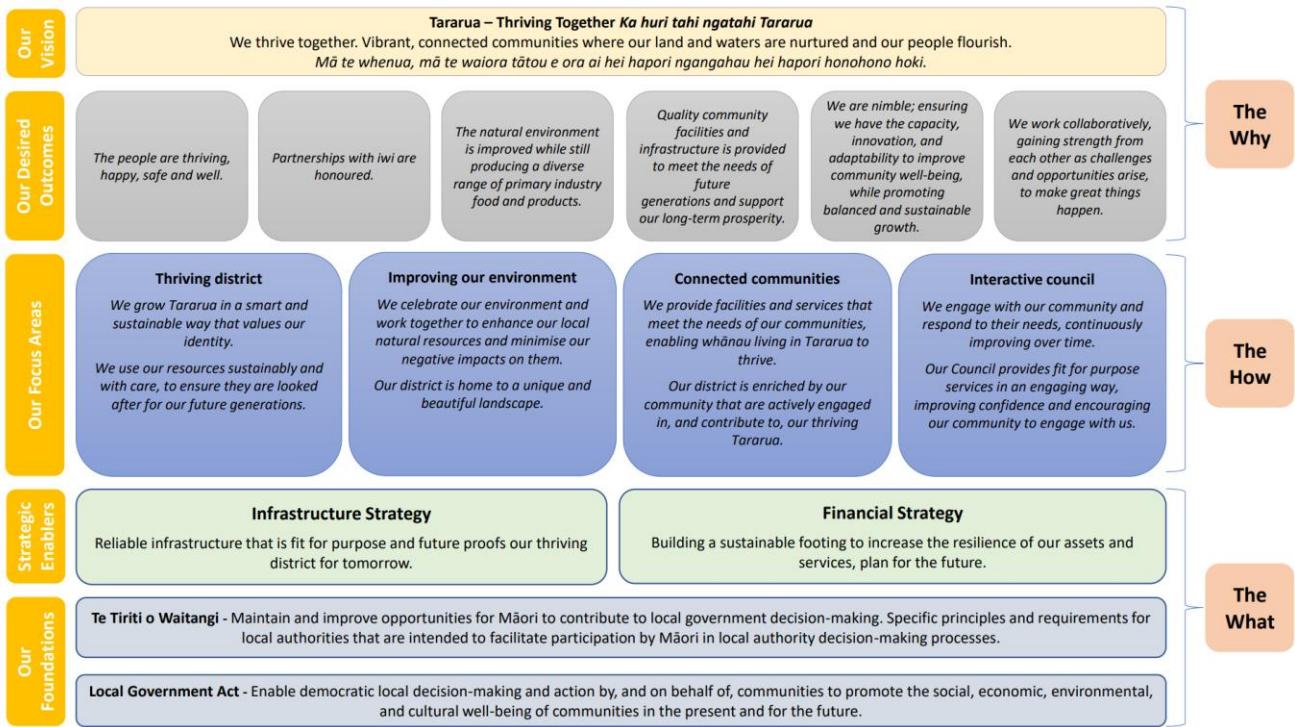 Our
Vision
Tararua – Thriving Together Ka huri tahi ngatahi Tararua
We thrive together. Vibrant, connected communities where our land and waters are nurtured and our people flourish.
Mā te whenua, mā te waiora tātou e ora ai hei hapori ngangahau hei hapori honohono hoki.
Our Desired
Outcomes
The people are thriving,
happy, safe and well.
Partnerships with iwi are
honoured.
The natural environment
is improved while still
producing a diverse
range of primary industry
food and products.
Quality community
facilities and
infrastructure is provided
to meet the needs of
future
generations and support
our long-term prosperity.
We are nimble; ensuring
we have the capacity,
innovation, and
adaptability to improve
community well-being,
while promoting
balanced and sustainable
growth.
We work collaboratively,
gaining strength from
each other as challenges
and opportunities arise,
to make great things
happen.
The
Why
Our Focus Areas
Thriving district
We grow Tararua in a smart and
sustainable way that values our
identity.
We use our resources sustainably and
with care, to ensure they are looked
after for our future generations.
Improving our environment
We celebrate our environment and
work together to enhance our local
natural resources and minimise our
negative impacts on them.
Our district is home to a unique and
beautiful landscape.
Connected communities
We provide facilities and services that
meet the needs of our communities,
enabling whānau living in Tararua to
thrive.
Our district is enriched by our
community that are actively engaged
in, and contribute to, our thriving
Tararua.
Interactive council
We engage with our community and
respond to their needs, continuously
improving over time.
Our Council provides fit for purpose
services in an engaging way,
improving confidence and encouraging
our community to engage with us.
The
How
Strategic
Enablers
Infrastructure Strategy
Reliable infrastructure that is fit for purpose and future proofs our thriving
district for tomorrow.
Financial Strategy
Building a sustainable footing to increase the resilience of our assets and
services, plan for the future.
Our
Foundations
Te Tiriti o Waitangi - Maintain and improve opportunities for Māori to contribute to local government decision-making. Specific principles and requirements for
local authorities that are intended to facilitate participation by Māori in local authority decision-making processes.
Local Government Act - Enable democratic local decision-making and action by, and on behalf of, communities to promote the social, economic, environmental,
and cultural well-being of communities in the present and for the future.
The
What